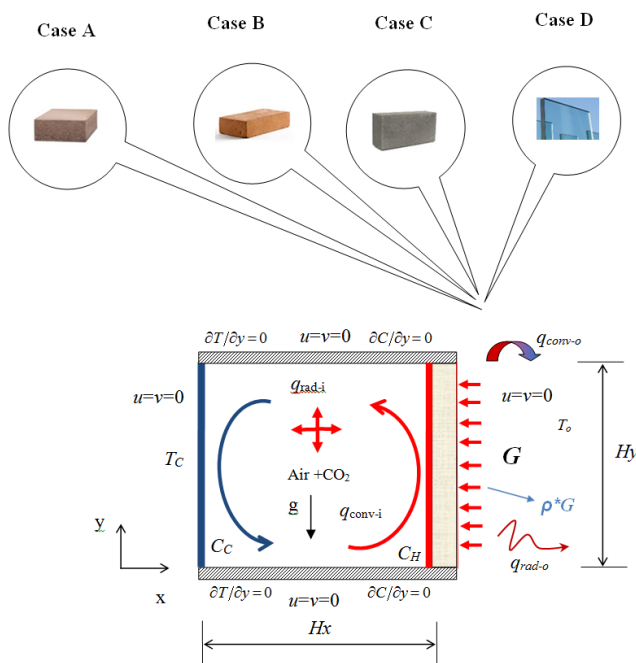 Case A
Case B
Case C
Case D
∂T/∂y = 0
u=v=0
∂C/∂y = 0
q_conv-o
u=v=0
q_rad-i
u=v=0
T_o
T_C
G
Hy
Air +CO₂
ρ*G
g
q_conv-i
y
C_C
C_H
q_rad-o
x
∂T/∂y = 0
u=v=0
∂C/∂y = 0
Hx